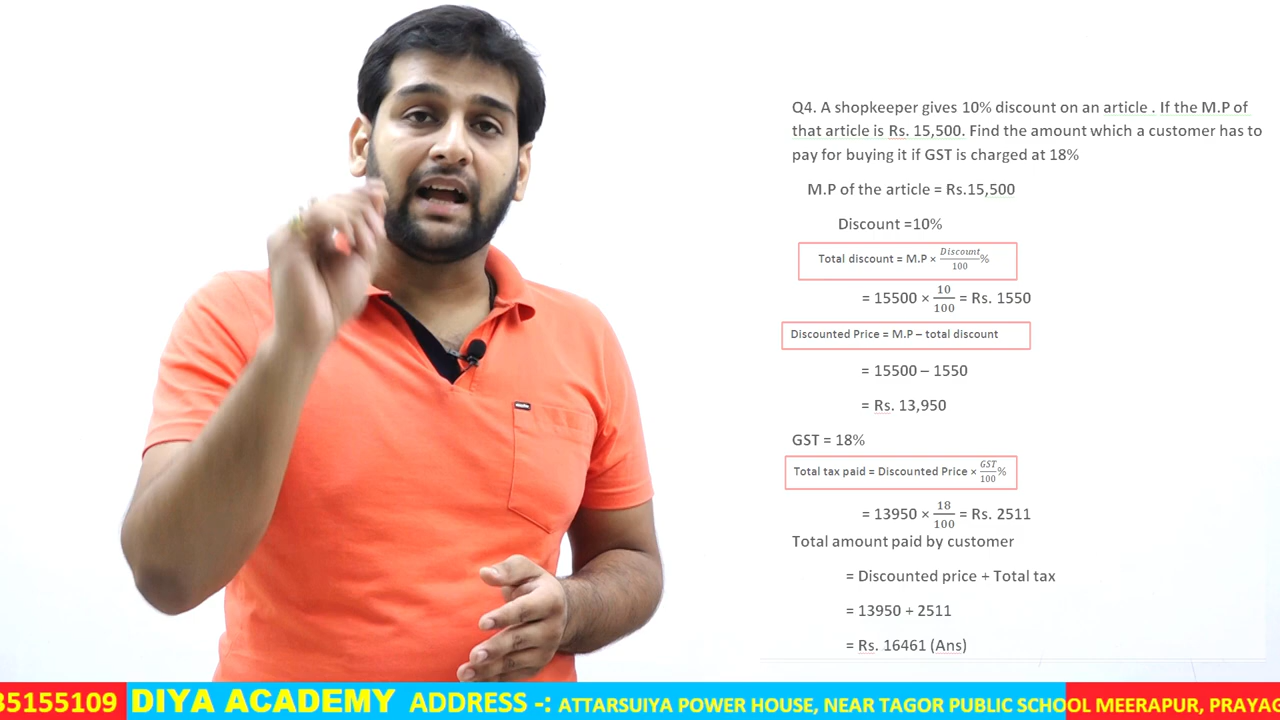 Q4. A shopkeeper gives 10% discount on an article . If the M.P of
that article is Rs. 15,500. Find the amount which a customer has to
pay for buying it if GST is charged at 18%
M.P of the article = Rs.15,500
Discount =10%
Total discount = M.P × Discount/100 %
= 15500 × 10/100 = Rs. 1550
Discounted Price = M.P – total discount
= 15500 – 1550
= Rs. 13,950
GST = 18%
Total tax paid = Discounted Price × GST/100 %
= 13950 × 18/100 = Rs. 2511
Total amount paid by customer
= Discounted price + Total tax
= 13950 + 2511
= Rs. 16461 (Ans)
35155109 DIYA ACADEMY ADDRESS -: ATTARSUIYA POWER HOUSE, NEAR TAGOR PUBLIC SCHOOL MEERAPUR, PRAYAG